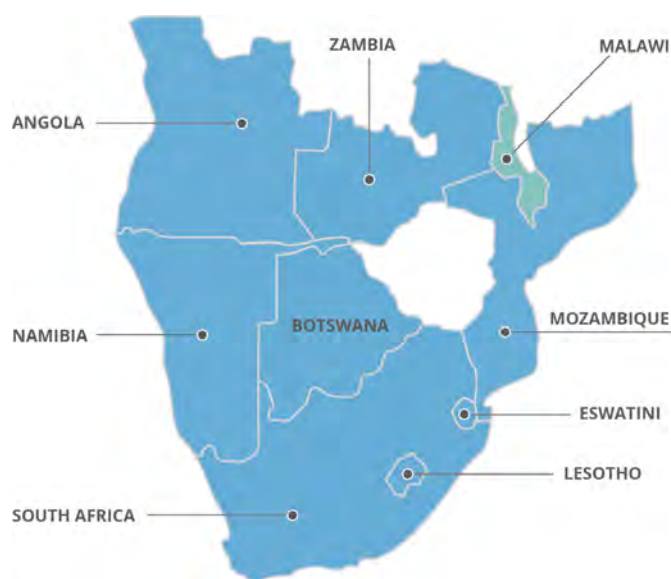 ZAMBIA
MALAWI
ANGOLA
BOTSWANA
MOZAMBIQUE
NAMIBIA
ESWATINI
LESOTHO
SOUTH AFRICA